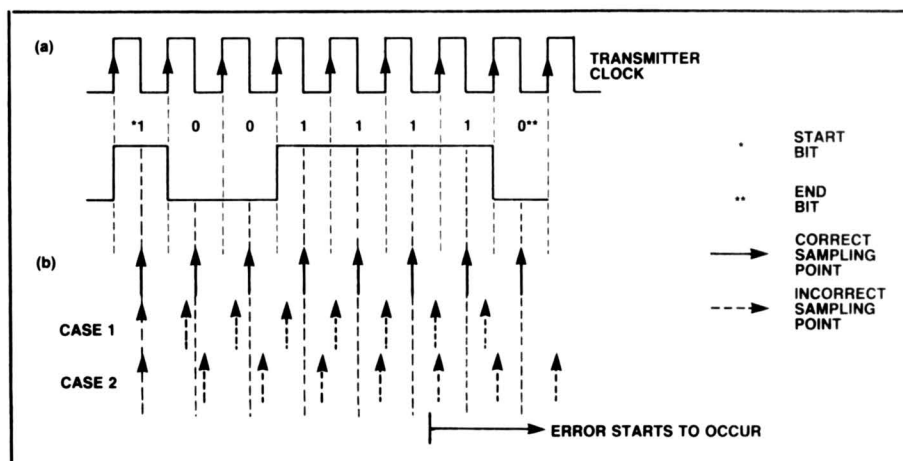 (a)
TRANSMITTER
CLOCK
*1 0 0 1 1 1 1 0**
* START
BIT
** END
BIT
(b)
CORRECT
SAMPLING
POINT
INCORRECT
SAMPLING
POINT
CASE 1
CASE 2
ERROR STARTS TO OCCUR